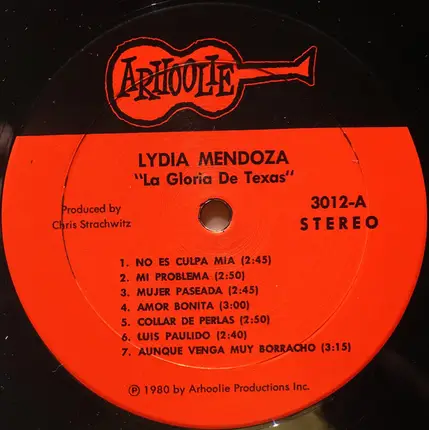 ARHOOLIE
LYDIA MENDOZA
"La Gloria De Texas"
Produced by
Chris Strachwitz
3012-A
STEREO
1. NO ES CULPA MIA (2:45)
2. MI PROBLEMA (2:50)
3. MUJER PASEADA (2:45)
4. AMOR BONITA (3:00)
5. COLLAR DE PERLAS (2:50)
6. LUIS PAULIDO (2:40)
7. AUNQUE VENGA MUY BORRACHO (3:15)
℗ 1980 by Arhoolie Productions Inc.